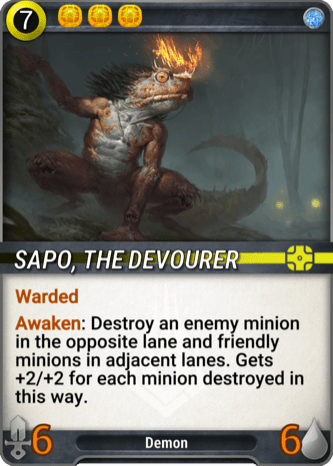 7
SAPO, THE DEVOURER
Warded
Awaken: Destroy an enemy minion
in the opposite lane and friendly
minions in adjacent lanes. Gets
+2/+2 for each minion destroyed in
this way.
6 Demon 6